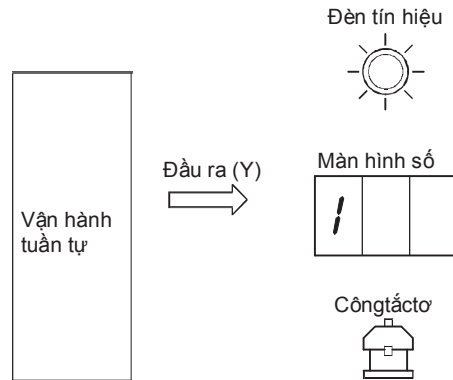 Đèn tín hiệu
Đầu ra (Y)
Màn hình số
1
Vận hành
tuần tự
Côngtắctơ